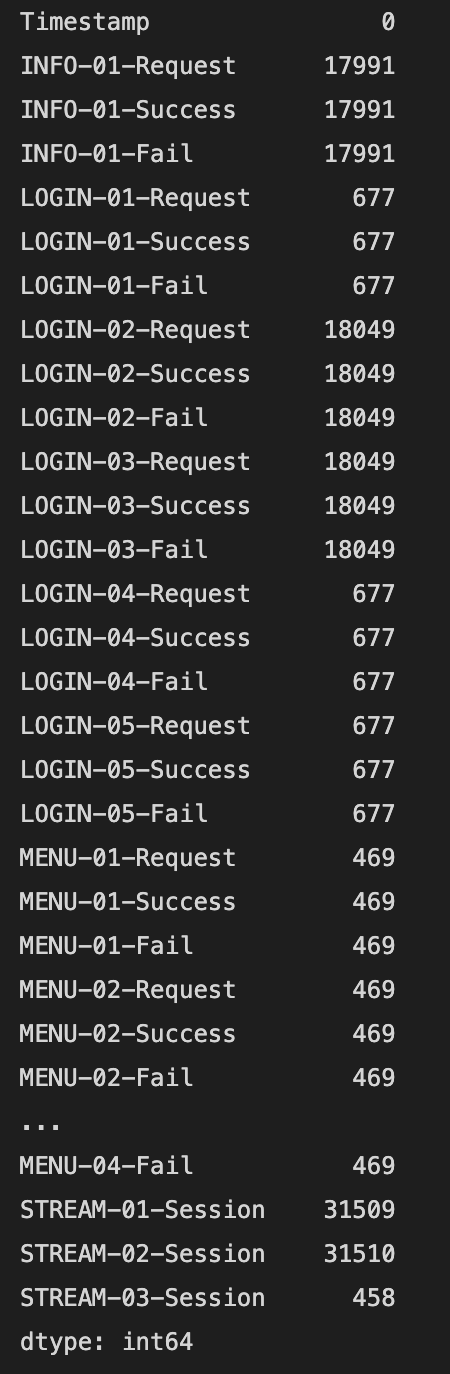 Timestamp 0
INFO-01-Request 17991
INFO-01-Success 17991
INFO-01-Fail 17991
LOGIN-01-Request 677
LOGIN-01-Success 677
LOGIN-01-Fail 677
LOGIN-02-Request 18049
LOGIN-02-Success 18049
LOGIN-02-Fail 18049
LOGIN-03-Request 18049
LOGIN-03-Success 18049
LOGIN-03-Fail 18049
LOGIN-04-Request 677
LOGIN-04-Success 677
LOGIN-04-Fail 677
LOGIN-05-Request 677
LOGIN-05-Success 677
LOGIN-05-Fail 677
MENU-01-Request 469
MENU-01-Success 469
MENU-01-Fail 469
MENU-02-Request 469
MENU-02-Success 469
MENU-02-Fail 469
...
MENU-04-Fail 469
STREAM-01-Session 31509
STREAM-02-Session 31510
STREAM-03-Session 458
dtype: int64